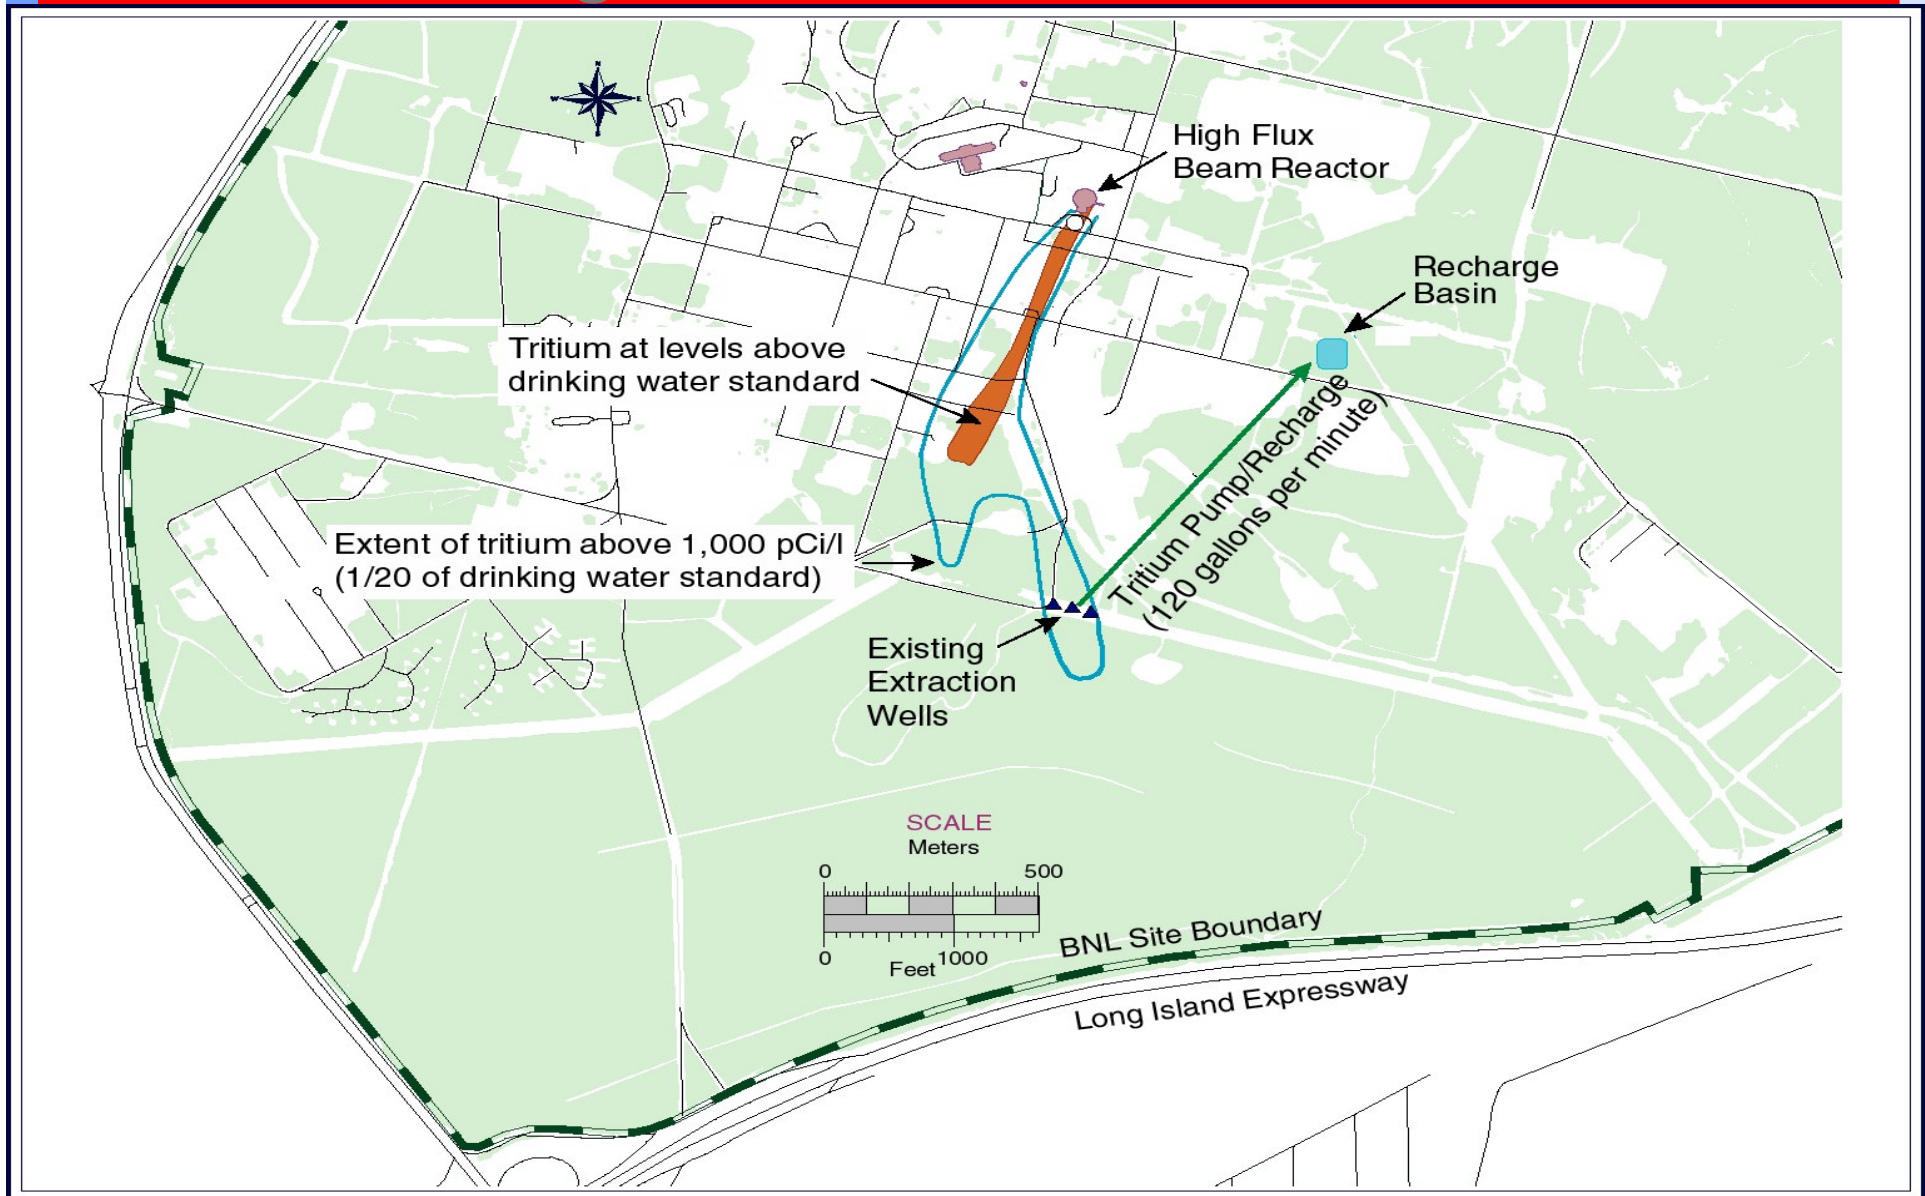 N
W
E
S
High Flux
Beam Reactor
Recharge
Basin
Tritium at levels above
drinking water standard
Tritium Pump/Recharge
(120 gallons per minute)
Extent of tritium above 1,000 pCi/l
(1/20 of drinking water standard)
Existing
Extraction
Wells
SCALE
Meters
0 500
0 1000
Feet
BNL Site Boundary
Long Island Expressway